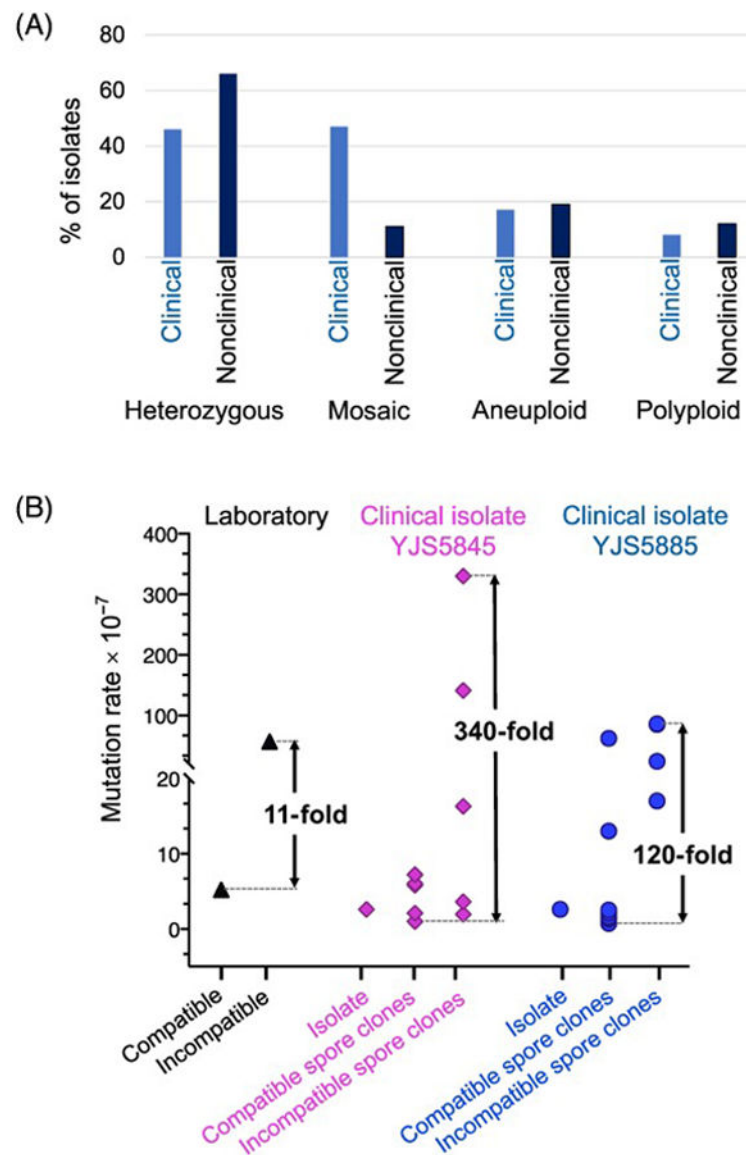 (A)
80
60
40
20
0
% of isolates
Clinical
Nonclinical
Clinical
Nonclinical
Clinical
Nonclinical
Clinical
Nonclinical
Heterozygous
Mosaic
Aneuploid
Polyploid
(B)
Laboratory
Clinical isolate
YJS5845
Clinical isolate
YJS5885
400
300
200
100
20
10
0
Mutation rate × 10⁻⁷
11-fold
340-fold
120-fold
Compatible
Incompatible
Isolate
Compatible spore clones
Incompatible spore clones
Isolate
Compatible spore clones
Incompatible spore clones